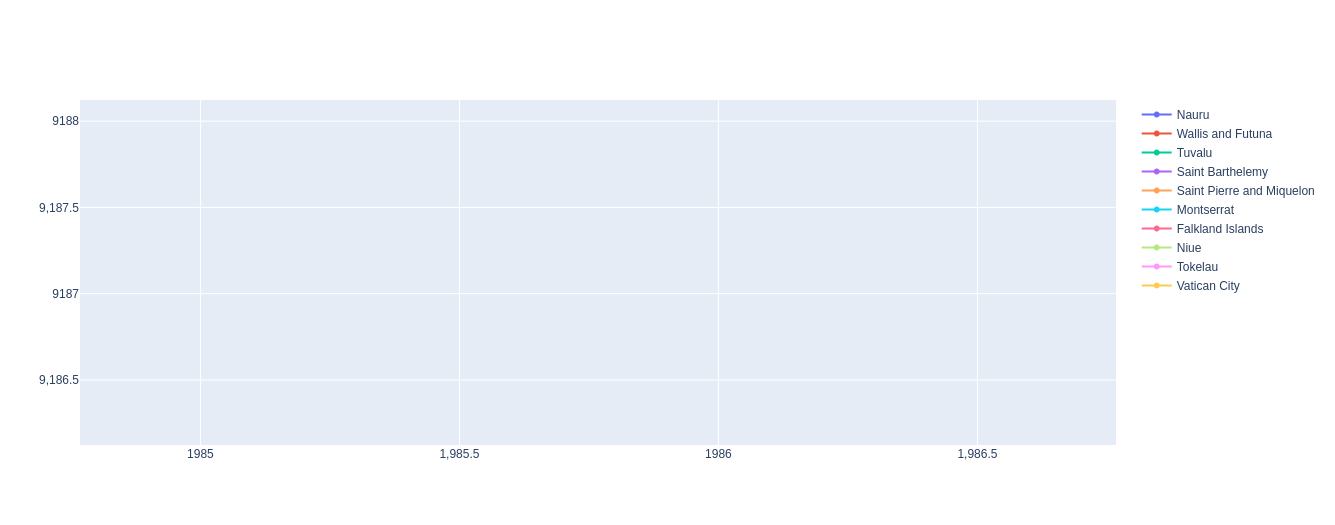 9188
9,187.5
9187
9,186.5
1985
1,985.5
1986
1,986.5
Nauru
Wallis and Futuna
Tuvalu
Saint Barthelemy
Saint Pierre and Miquelon
Montserrat
Falkland Islands
Niue
Tokelau
Vatican City